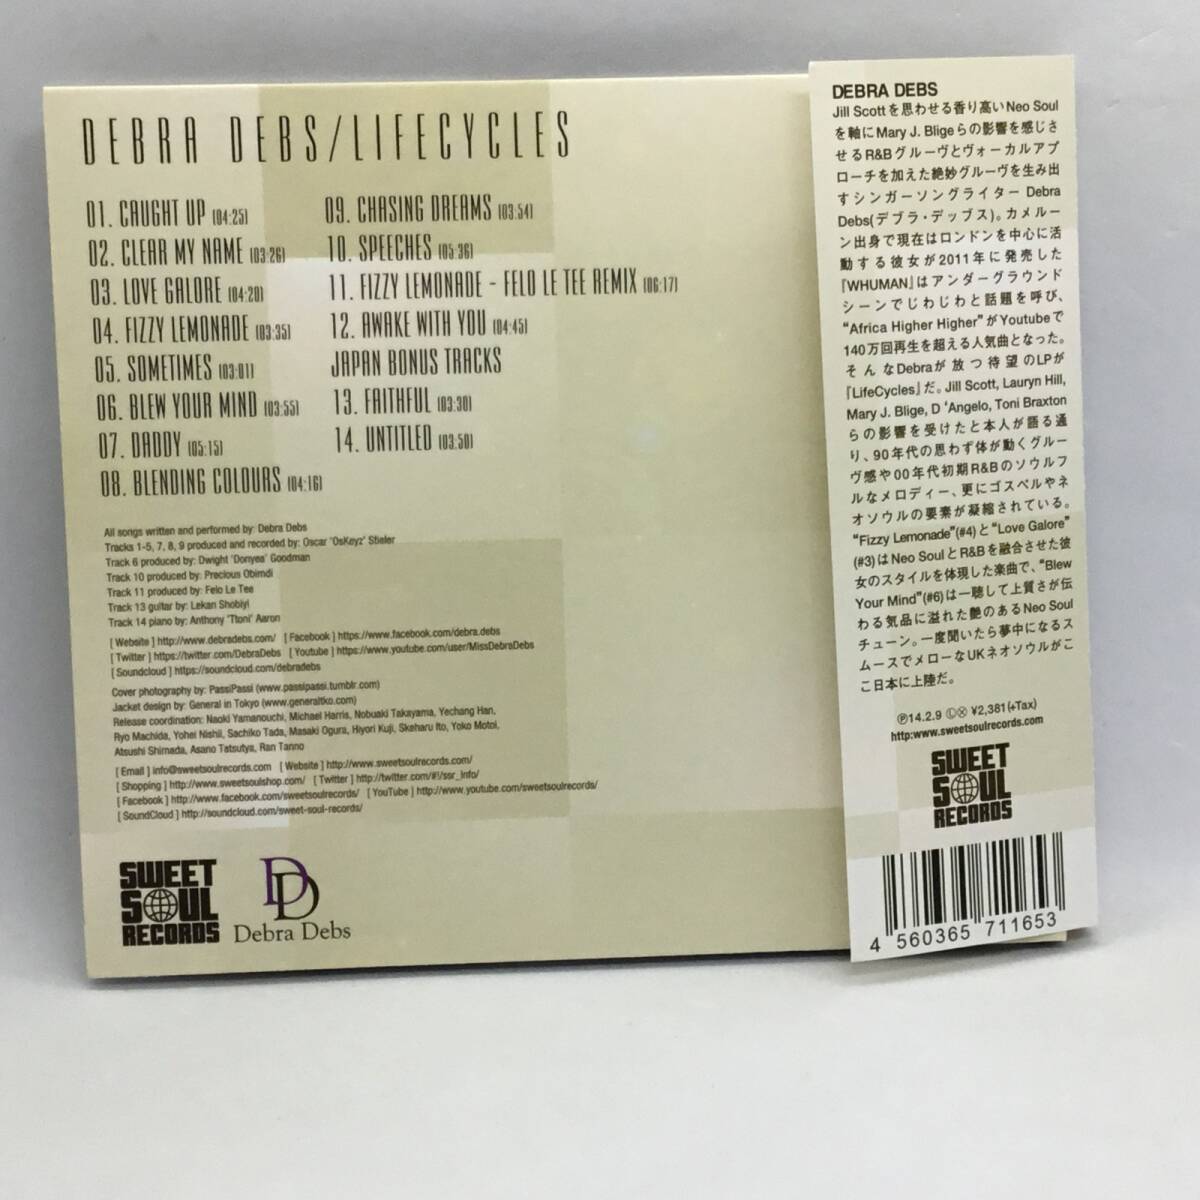 DEBRA DEBS/LIFECYCLES
01. CAUGHT UP [04:25]
02. CLEAR MY NAME [03:26]
03. LOVE GALORE [04:20]
04. FIZZY LEMONADE [03:35]
05. SOMETIMES [03:01]
06. BLEW YOUR MIND [03:55]
07. DADDY [05:15]
08. BLENDING COLOURS [04:16]
09. CHASING DREAMS [03:54]
10. SPEECHES [05:36]
11. FIZZY LEMONADE - FELO LE TEE REMIX [06:17]
12. AWAKE WITH YOU [04:45]
JAPAN BONUS TRACKS
13. FAITHFUL [03:30]
14. UNTITLED [03.50]
All songs written and performed by: Debra Debs
Tracks 1-5, 7, 8, 9 produced and recorded by: Oscar 'OsKeyz' Stieler
Track 6 produced by: Dwight 'Donyea' Goodman
Track 10 produced by: Precious Obimdi
Track 11 produced by: Felo Le Tee
Track 13 guitar by: Lekan Shobiyi
Track 14 piano by: Anthony 'Ttoni' Aaron
[ Website ] http://www.debradebs.com/ [ Facebook ] https://www.facebook.com/debra.debs
[ Twitter ] https://twitter.com/DebraDebs [ Youtube ] https://www.youtube.com/user/MissDebraDebs
[ Soundcloud ] https://soundcloud.com/debradebs
Cover photography by: PassiPassi (www.passipassi.tumblr.com)
Jacket design by: General in Tokyo (www.generaltko.com)
Release coordination: Naoki Yamanouchi, Michael Harris, Nobuaki Takayama, Yechang Han,
Ryo Machida, Yohei Nishii, Sachiko Tada, Masaki Ogura, Hiyori Kuji, Skeharu Ito, Yoko Motoi,
Atsushi Shimada, Asano Tatsutya, Ran Tanno
[ Email ] info@sweetsoulrecords.com [ Website ] http://www.sweetsoulrecords.com/
[ Shopping ] http://www.sweetsoulshop.com/ [ Twitter ] http://twitter.com/#!/ssr_info/
[ Facebook ] http://www.facebook.com/sweetsoulrecords/ [ YouTube ] http://www.youtube.com/sweetsoulrecords/
[ SoundCloud ] http://soundcloud.com/sweet-soul-records/
SWEET
SOUL
RECORDS
DD
Debra Debs
DEBRA DEBS
Jill Scottを思わせる香り高いNeo Soul
を軸にMary J. Bligeらの影響を感じさ
せるR&Bグルーヴとヴォーカルアプ
ローチを加えた絶妙グルーヴを生み出
すシンガーソングライター Debra
Debs(デブラ・デッブス)。カメルー
ン出身で現在はロンドンを中心に活
動する彼女が2011年に発売した
『WHUMAN』はアンダーグラウンド
シーンでじわじわと話題を呼び、
“Africa Higher Higher”がYoutubeで
140万回再生を超える人気曲となった。
そんなDebraが放つ待望のLPが
『LifeCycles』だ。Jill Scott, Lauryn Hill,
Mary J. Blige, D 'Angelo, Toni Braxton
らの影響を受けたと本人が語る通
り、90年代の思わず体が動くグルー
ヴ感や00年代初期R&Bのソウルフ
ルなメロディー、更にゴスペルやネ
オソウルの要素が凝縮されている。
“Fizzy Lemonade”(#4)と“Love Galore”
(#3)はNeo SoulとR&Bを融合させた彼
女のスタイルを体現した楽曲で、“Blew
Your Mind”(#6)は一聴して上質さが伝
わる気品に溢れた艶のあるNeo Soul
チューン。一度聞いたら夢中になるス
ムースでメローなUKネオソウルがこ
こ日本に上陸だ。
Ⓟ14.2.9 Ⓛⓧ ¥2,381(+Tax)
http:www.sweetsoulrecords.com
SWEET
SOUL
RECORDS
4 560365 711653